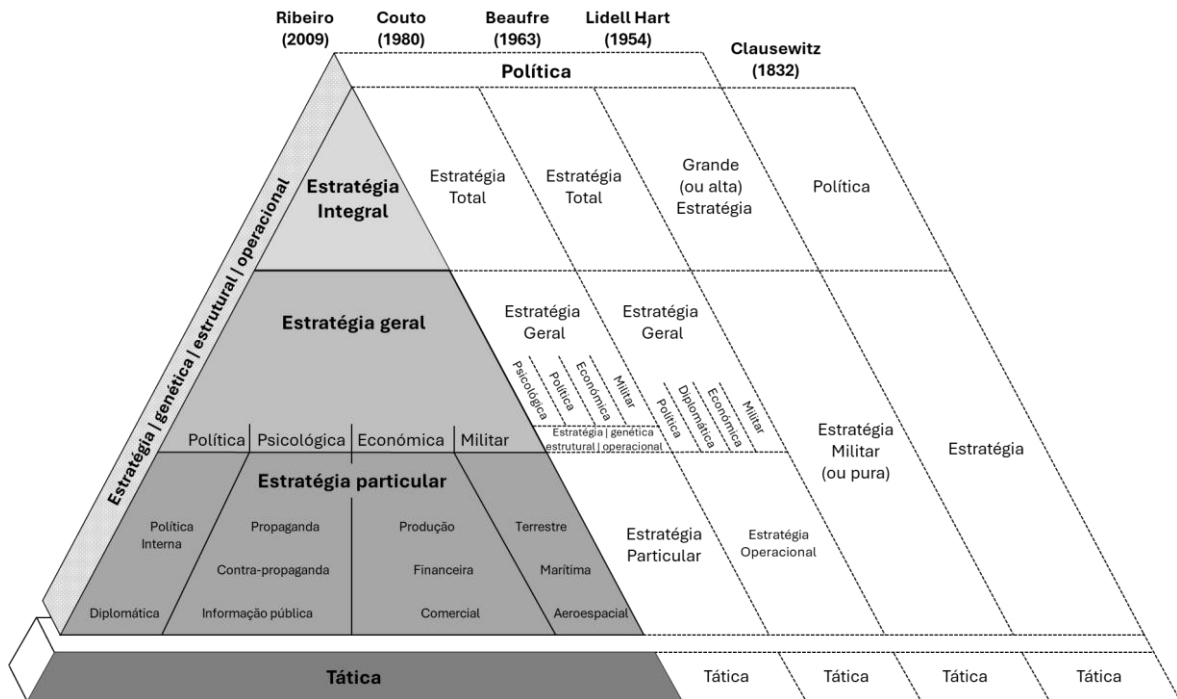 Ribeiro
(2009)
Couto
(1980)
Beaufre
(1963)
Lidell Hart
(1954)
Clausewitz
(1832)
Política
Estratégia | genética | estrutural | operacional
Estratégia
Integral
Estratégia
Total
Estratégia
Total
Grande
(ou alta)
Estratégia
Política
Estratégia geral
Política
Psicológica
Económica
Militar
Estratégia
Geral
Psicológica
Política
Económica
Militar
Estratégia | genética
estrutural | operacional
Estratégia
Geral
Política
Diplomática
Económica
Militar
Estratégia
Militar
(ou pura)
Estratégia
Estratégia particular
Política
Interna
Diplomática
Propaganda
Contra-propaganda
Informação pública
Produção
Financeira
Comercial
Terrestre
Marítima
Aeroespacial
Estratégia
Particular
Estratégia
Operacional
Tática
Tática
Tática
Tática
Tática